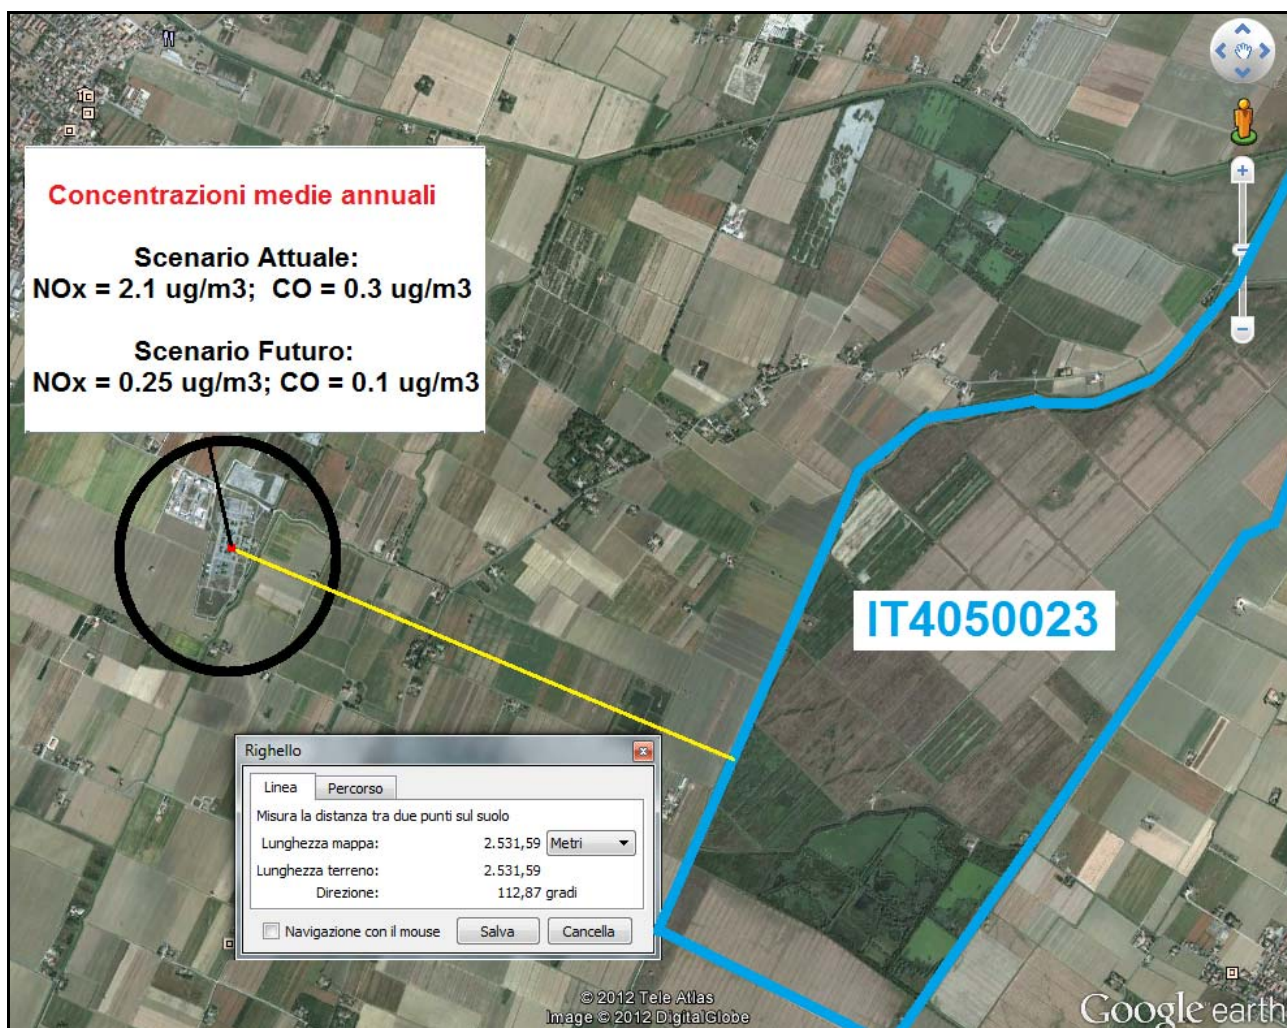 Concentrazioni medie annuali
Scenario Attuale:
NOx = 2.1 ug/m3; CO = 0.3 ug/m3
Scenario Futuro:
NOx = 0.25 ug/m3; CO = 0.1 ug/m3
IT4050023
Righello
Linea Percorso
Misura la distanza tra due punti sul suolo
Lunghezza mappa: 2.531,59 Metri
Lunghezza terreno: 2.531,59
Direzione: 112,87 gradi
Navigazione con il mouse Salva Cancella
© 2012 Tele Atlas
Image © 2012 DigitalGlobe
Google earth